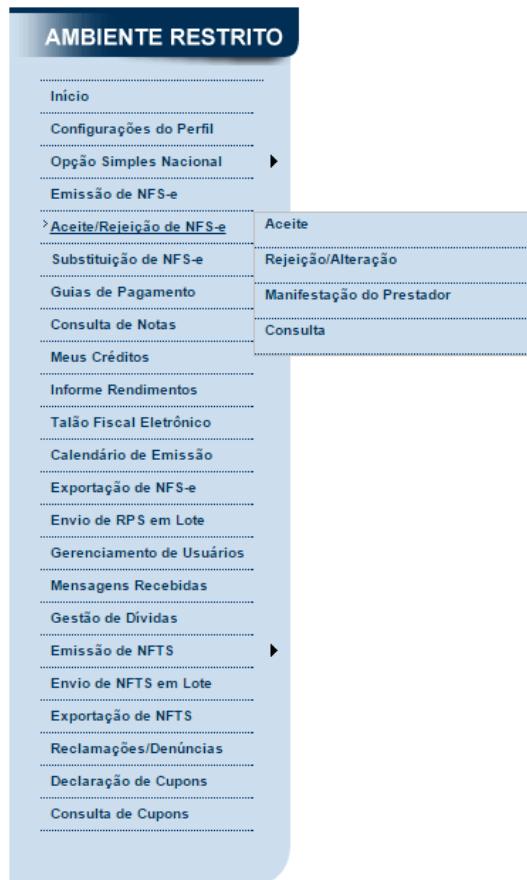 AMBIENTE RESTRITO
Início
Configurações do Perfil
Opção Simples Nacional
Emissão de NFS-e
Aceite/Rejeição de NFS-e
Aceite
Rejeição/Alteração
Manifestação do Prestador
Consulta
Substituição de NFS-e
Guias de Pagamento
Consulta de Notas
Meus Créditos
Informe Rendimentos
Talão Fiscal Eletrônico
Calendário de Emissão
Exportação de NFS-e
Envio de RPS em Lote
Gerenciamento de Usuários
Mensagens Recebidas
Gestão de Dívidas
Emissão de NFTS
Envio de NFTS em Lote
Exportação de NFTS
Reclamações/Denúncias
Declaração de Cupons
Consulta de Cupons